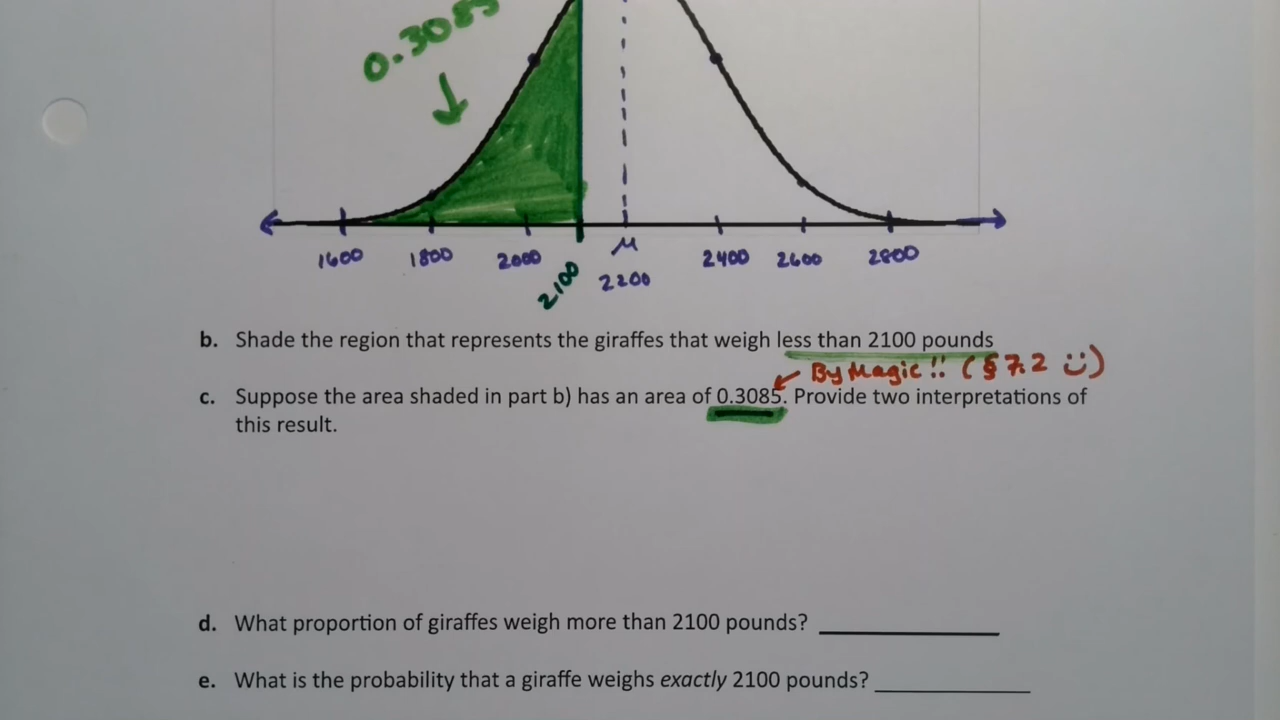 0.3085
1600 1800 2000 2100 μ 2400 2600 2800
2200
b. Shade the region that represents the giraffes that weigh less than 2100 pounds
By Magic!! (§ 7.2 :))
c. Suppose the area shaded in part b) has an area of 0.3085. Provide two interpretations of
this result.
d. What proportion of giraffes weigh more than 2100 pounds?
e. What is the probability that a giraffe weighs exactly 2100 pounds?